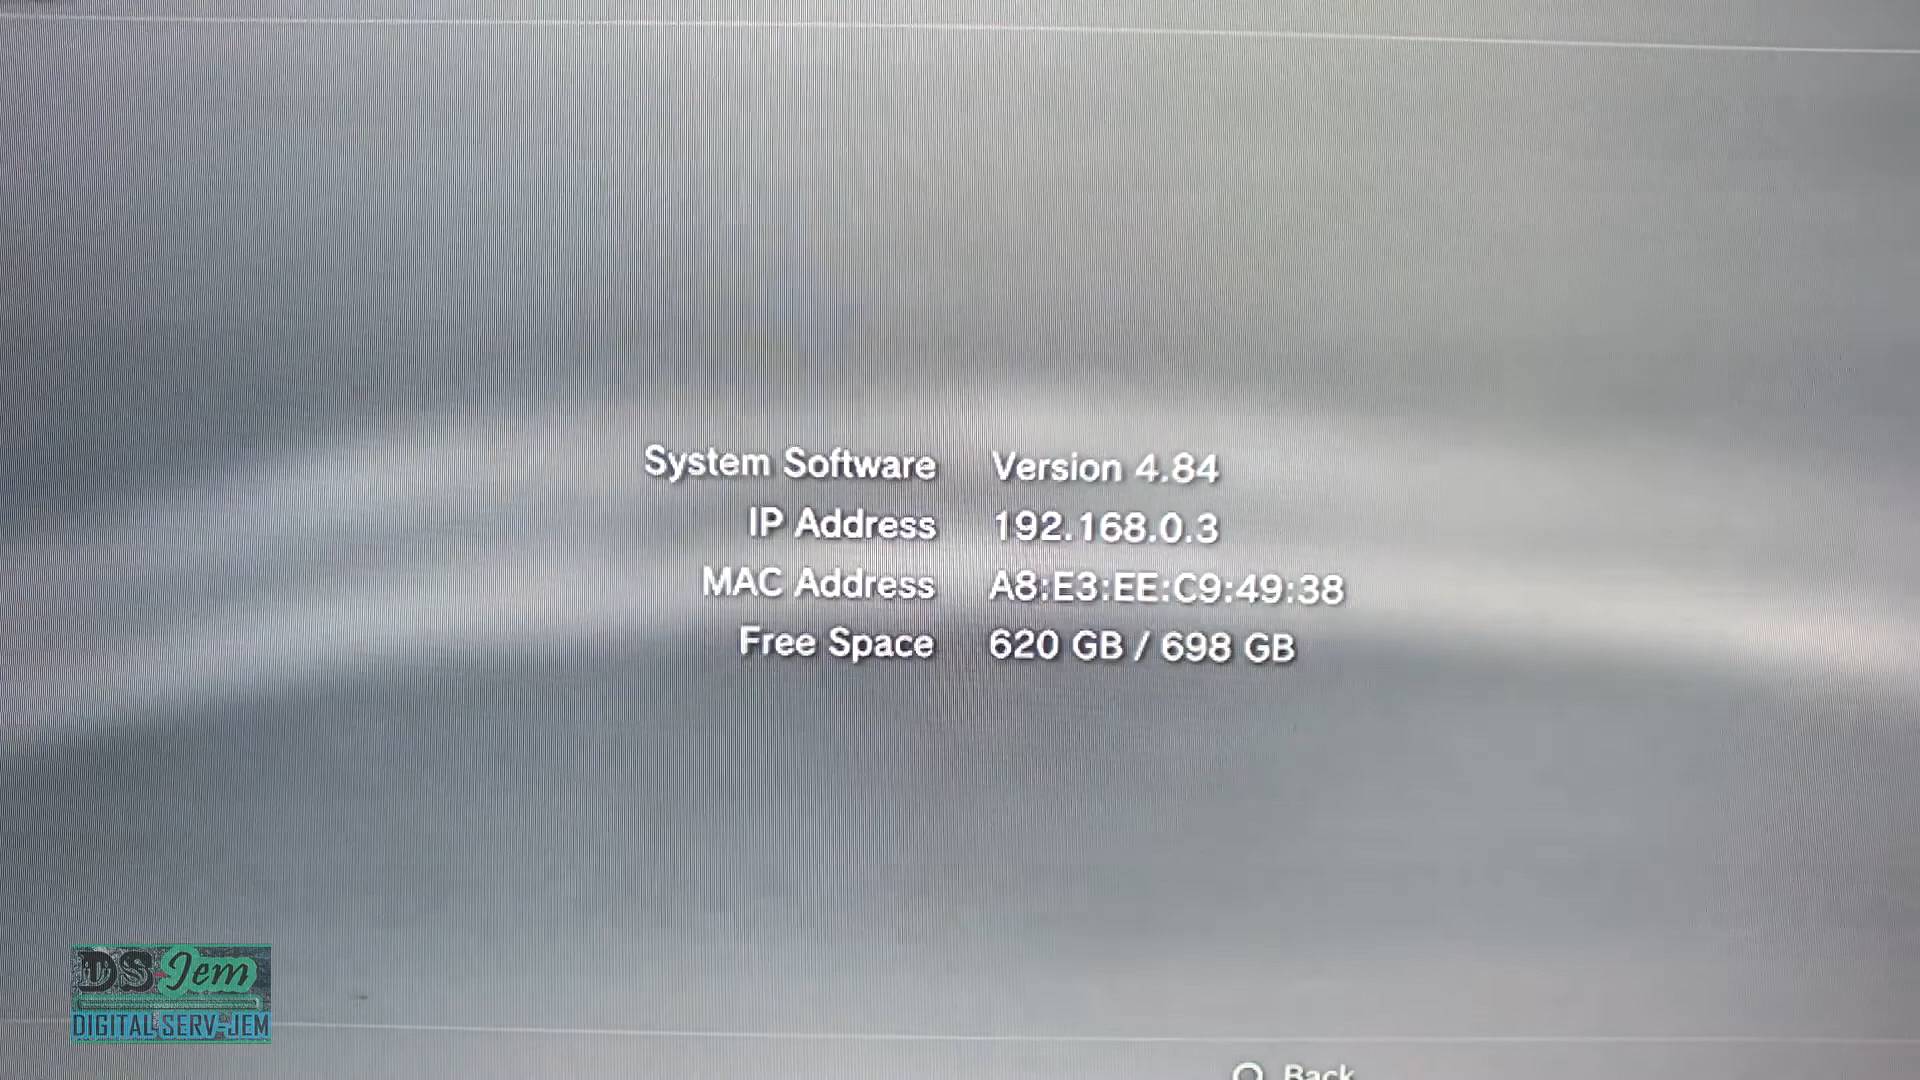 System Software Version 4.84
IP Address 192.168.0.3
MAC Address A8:E3:EE:C9:49:38
Free Space 620 GB / 698 GB
DS-Jem
DIGITAL SERV-JEM
Back